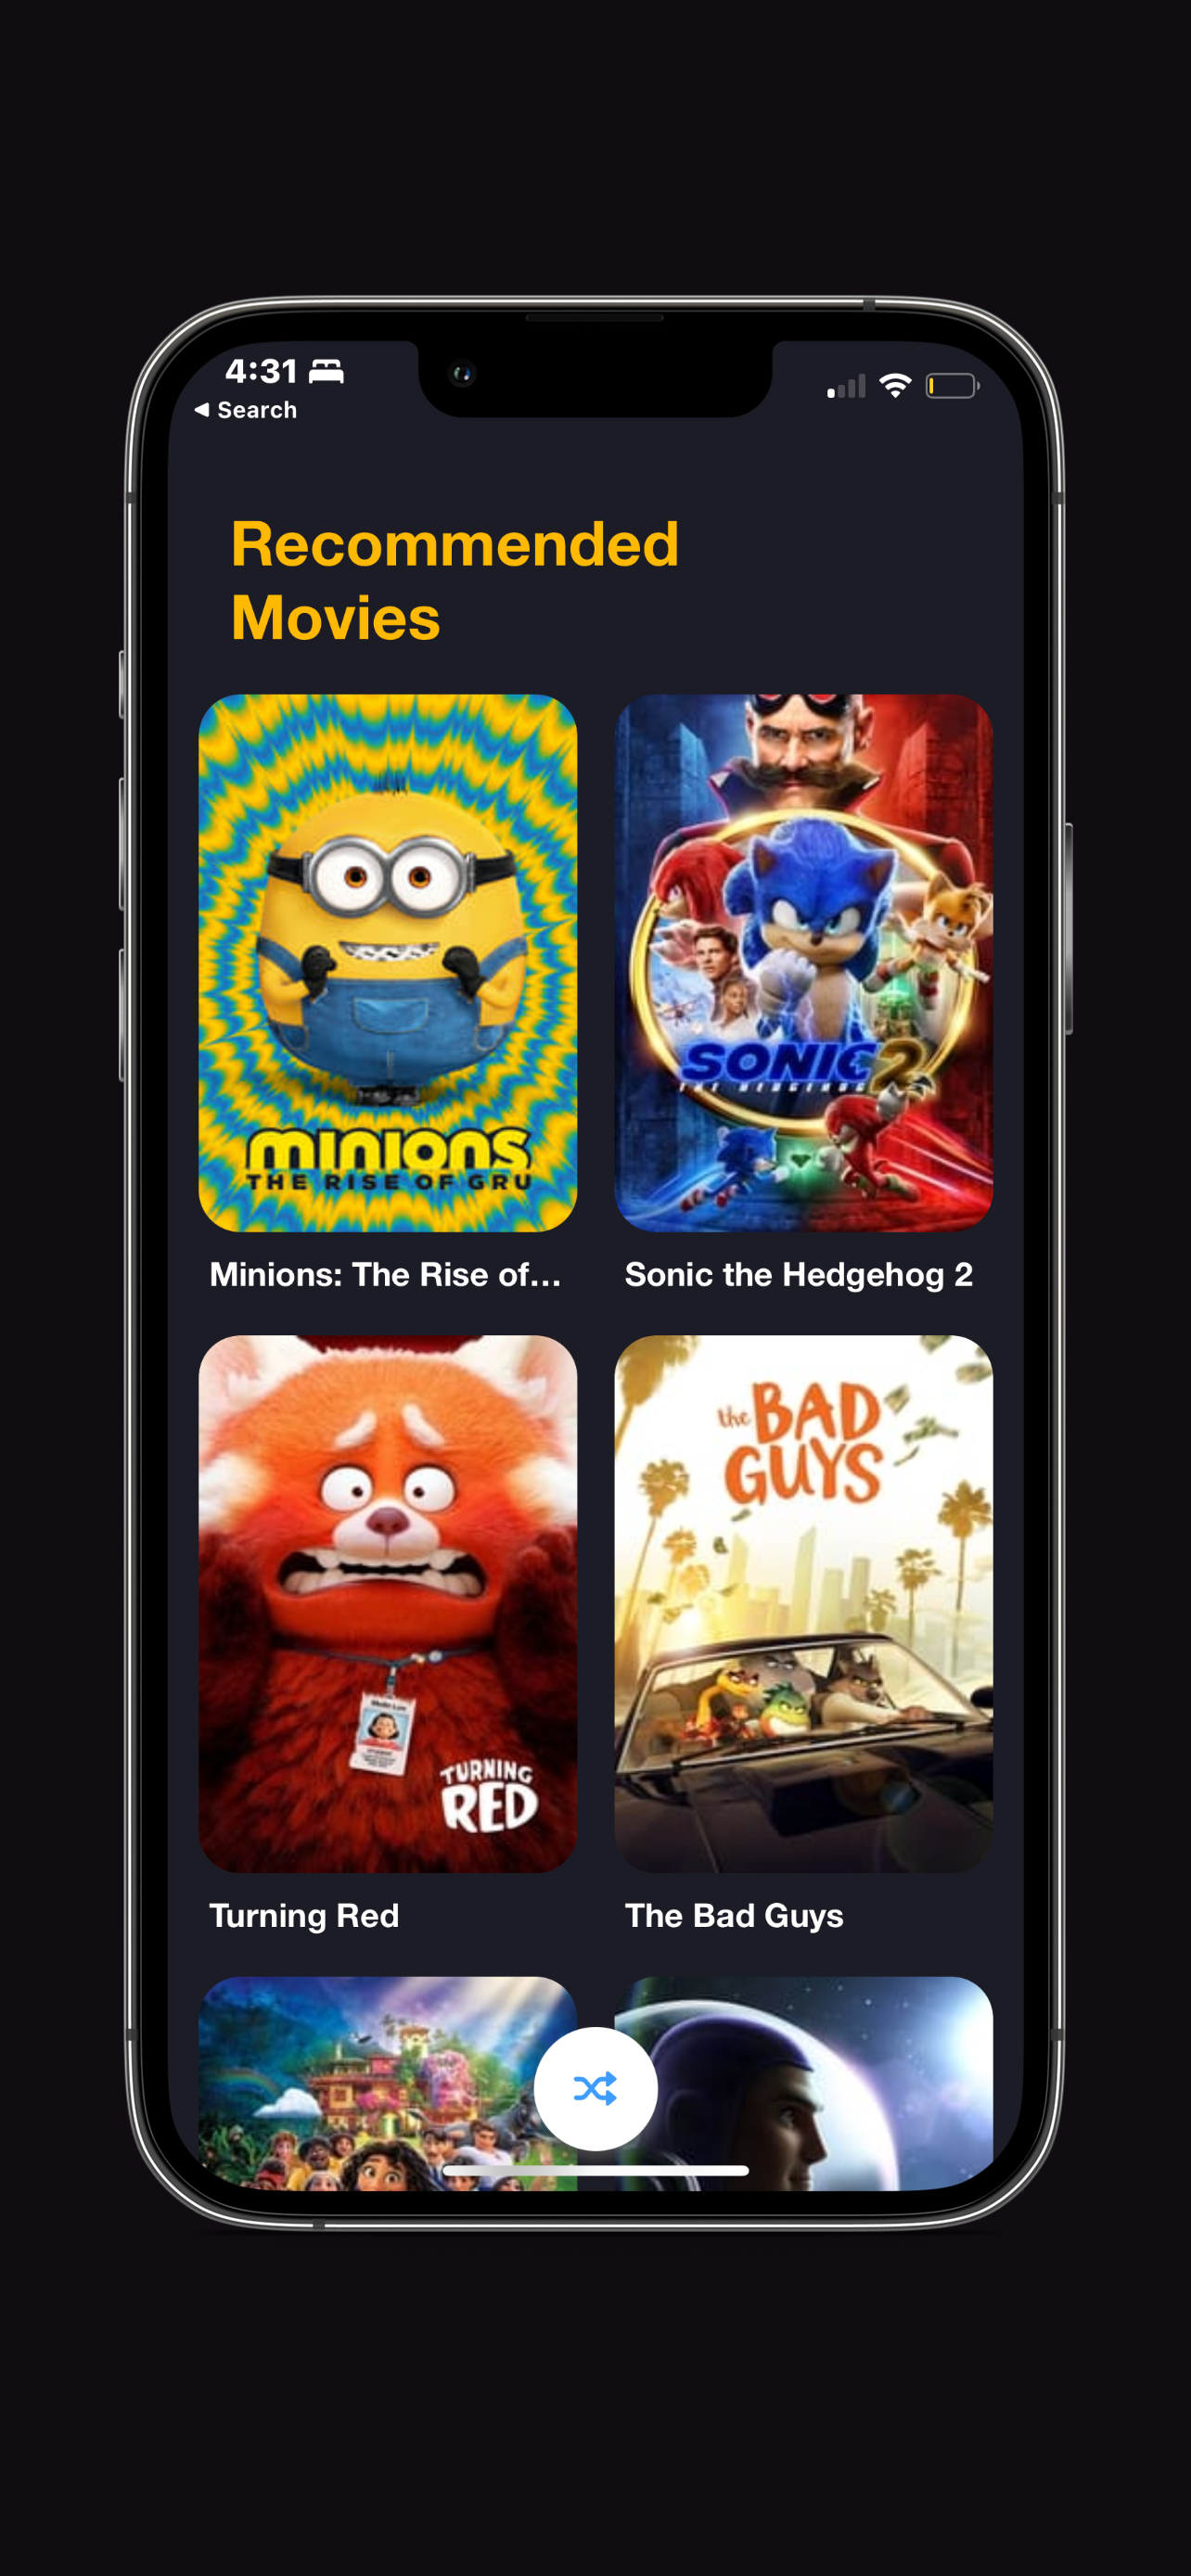 4:31
Search
Recommended
Movies
minions
THE RISE OF GRU
SONIC 2
THE HEDGEHOG
Minions: The Rise of...
Sonic the Hedgehog 2
TURNING
RED
the BAD
GUYS
Turning Red
The Bad Guys